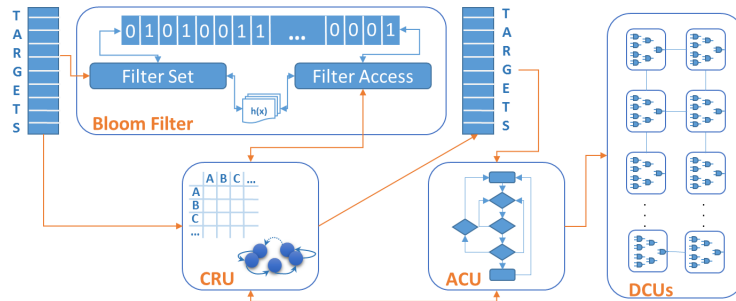 T
A
R
G
E
T
S
0 1 0 1 0 0 1 1 ... 0 0 0 1
Filter Set
Filter Access
h(x)
Bloom Filter
T
A
R
G
E
T
S
A B C ...
A
B
C
...
CRU
ACU
DCUs